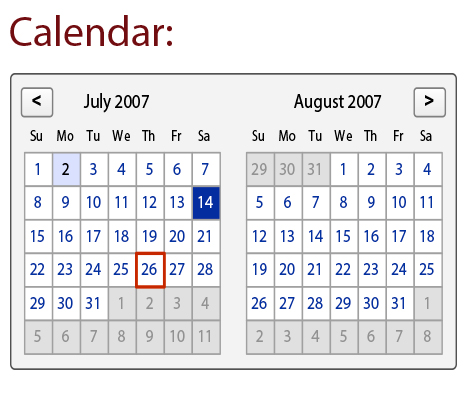 Calendar:
< July 2007 August 2007 >
Su Mo Tu We Th Fr Sa Su Mo Tu We Th Fr Sa
1 2 3 4 5 6 7 29 30 31 1 2 3 4
8 9 10 11 12 13 14 5 6 7 8 9 10 11
15 16 17 18 19 20 21 12 13 14 15 16 17 18
22 23 24 25 26 27 28 19 20 21 22 23 24 25
29 30 31 1 2 3 4 26 27 28 29 30 31 1
5 6 7 8 9 10 11 2 3 4 5 6 7 8